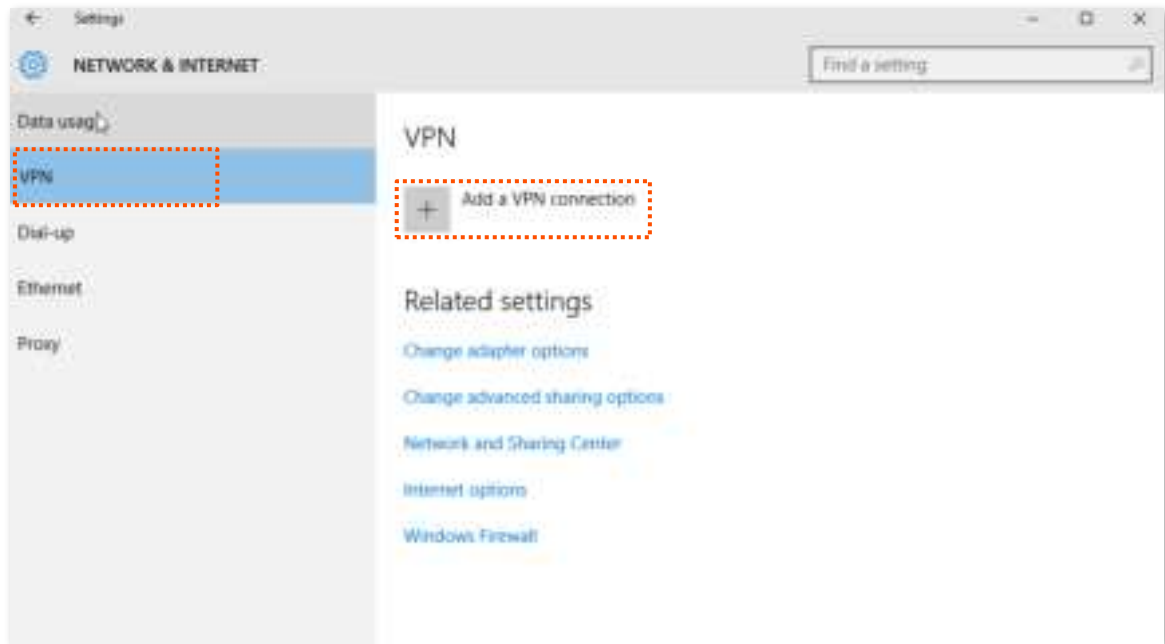 Settings
NETWORK & INTERNET
Find a setting
Data usag
VPN
Dial-up
Ethernet
Proxy
VPN
Add a VPN connection
Related settings
Change adapter options
Change advanced sharing options
Network and Sharing Center
Internet options
Windows Firewall